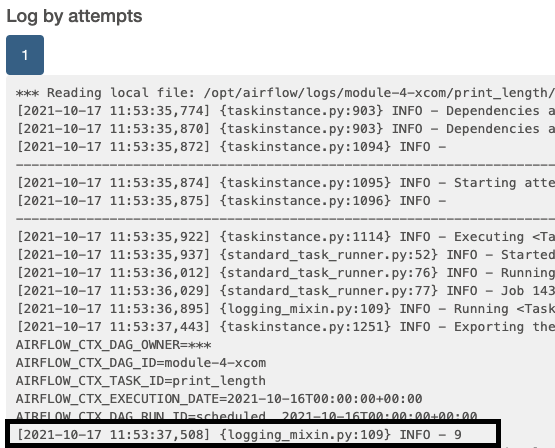 Log by attempts
1
*** Reading local file: /opt/airflow/logs/module-4-xcom/print_length/
[2021-10-17 11:53:35,774] {taskinstance.py:903} INFO - Dependencies a
[2021-10-17 11:53:35,870] {taskinstance.py:903} INFO - Dependencies a
[2021-10-17 11:53:35,872] {taskinstance.py:1094} INFO -
--------------------------------------------------------------------------------
[2021-10-17 11:53:35,874] {taskinstance.py:1095} INFO - Starting atte
[2021-10-17 11:53:35,875] {taskinstance.py:1096} INFO -
--------------------------------------------------------------------------------
[2021-10-17 11:53:35,922] {taskinstance.py:1114} INFO - Executing <Ta
[2021-10-17 11:53:35,937] {standard_task_runner.py:52} INFO - Started
[2021-10-17 11:53:36,012] {standard_task_runner.py:76} INFO - Running
[2021-10-17 11:53:36,029] {standard_task_runner.py:77} INFO - Job 143
[2021-10-17 11:53:36,895] {logging_mixin.py:109} INFO - Running <Task
[2021-10-17 11:53:37,443] {taskinstance.py:1251} INFO - Exporting the
AIRFLOW_CTX_DAG_OWNER=***
AIRFLOW_CTX_DAG_ID=module-4-xcom
AIRFLOW_CTX_TASK_ID=print_length
AIRFLOW_CTX_EXECUTION_DATE=2021-10-16T00:00:00+00:00
AIRFLOW_CTX_DAG_RUN_ID=scheduled__2021-10-16T00:00:00+00:00
[2021-10-17 11:53:37,508] {logging_mixin.py:109} INFO - 9